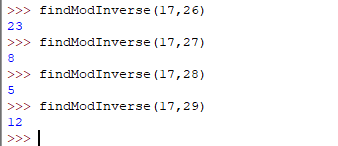 >>> findModInverse(17,26)
23
>>> findModInverse(17,27)
8
>>> findModInverse(17,28)
5
>>> findModInverse(17,29)
12
>>>